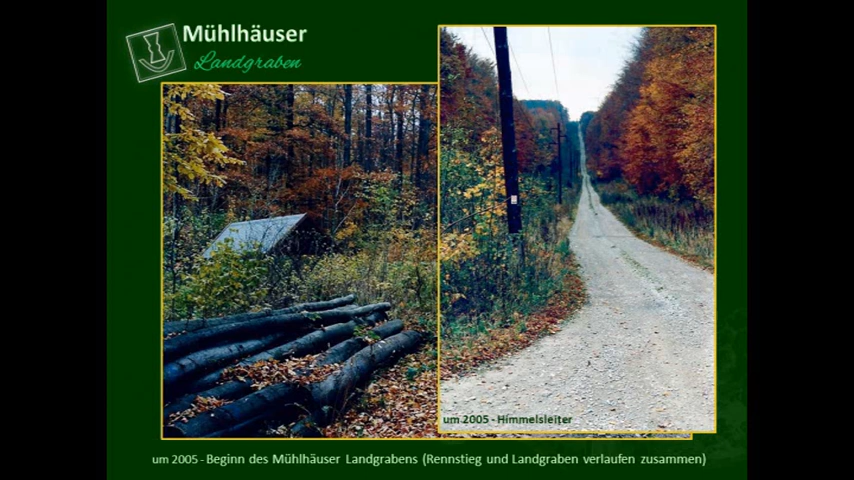 Mühlhäuser
Landgraben
um 2005 - Himmelsleiter
um 2005 - Beginn des Mühlhäuser Landgrabens (Rennstieg und Landgraben verlaufen zusammen)